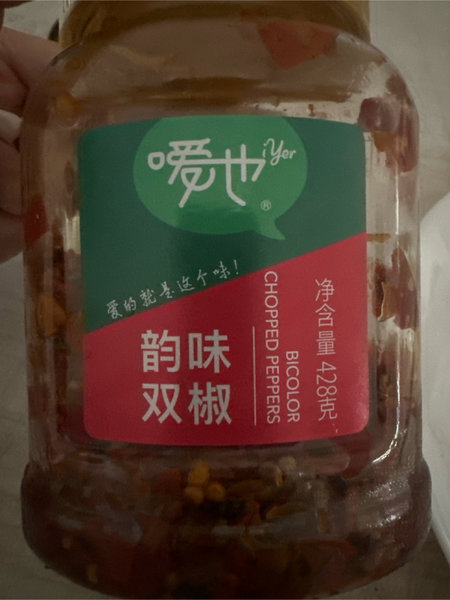 嗳也
iYer
®
爱的就是这个味!
韵味
双椒
BICOLOR
CHOPPED PEPPERS
净含量 428克